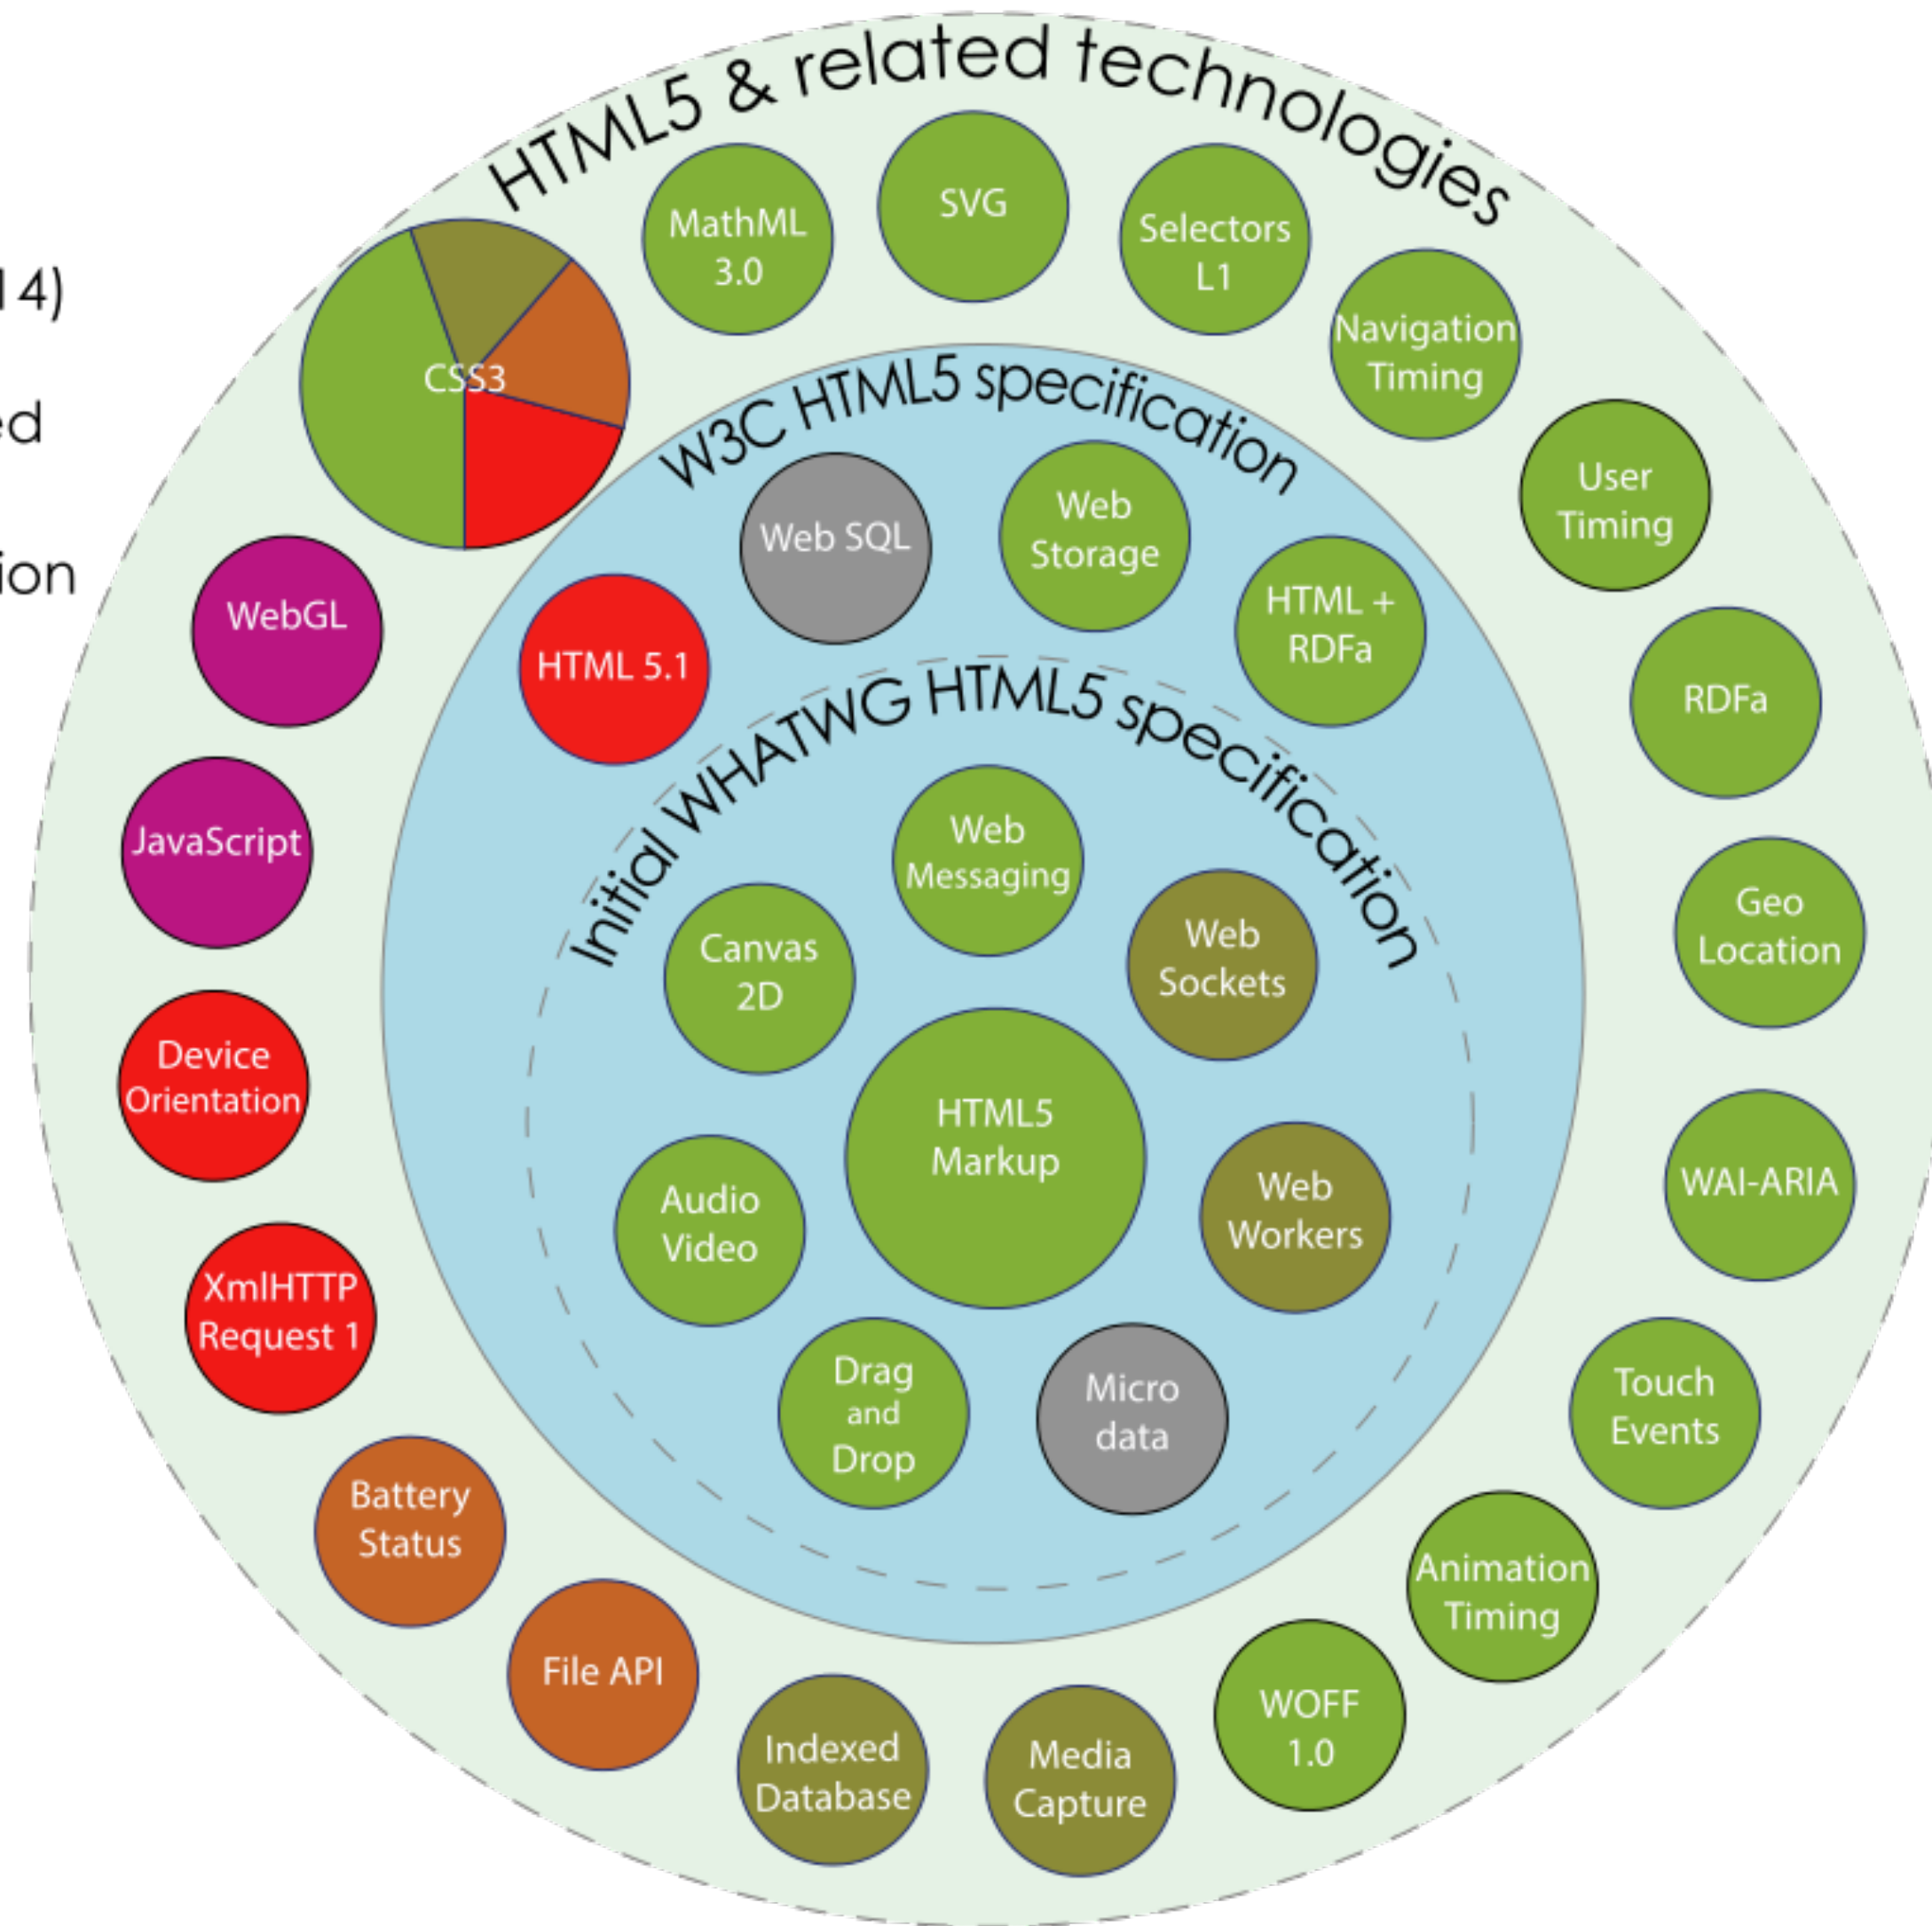 HTML5 & related technologies
14)
ed
ion
MathML
3.0
SVG
Selectors
L1
Navigation
Timing
User
Timing
RDFa
Geo
Location
WAI-ARIA
Touch
Events
Animation
Timing
WOFF
1.0
Media
Capture
Indexed
Database
File API
Battery
Status
XmlHTTP
Request 1
Device
Orientation
JavaScript
WebGL
CSS3
W3C HTML5 specification
HTML 5.1
Web SQL
Web
Storage
HTML +
RDFa
Initial WHATWG HTML5 specification
Web
Messaging
Web
Sockets
Web
Workers
Micro
data
Drag
and
Drop
Audio
Video
Canvas
2D
HTML5
Markup